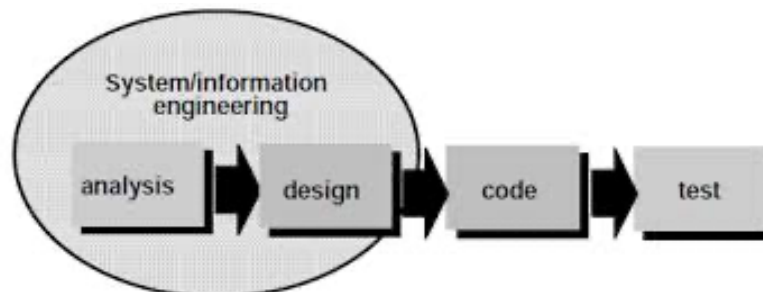 System/information
engineering
analysis
design
code
test